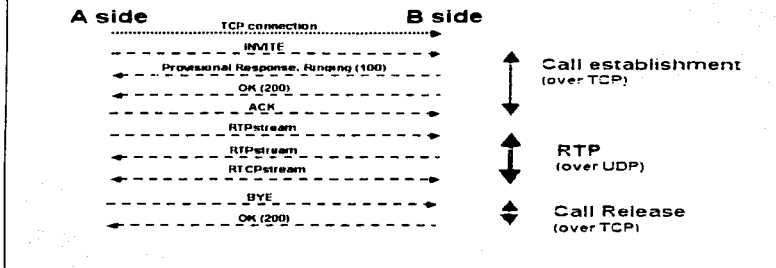 A side B side
TCP connection
INVITE
Provisional Response, Ringing (100)
OK (200)
ACK
Call establishment
(over TCP)
RTPstream
RTPstream
RTCPstream
RTP
(over UDP)
BYE
OK (200)
Call Release
(over TCP)